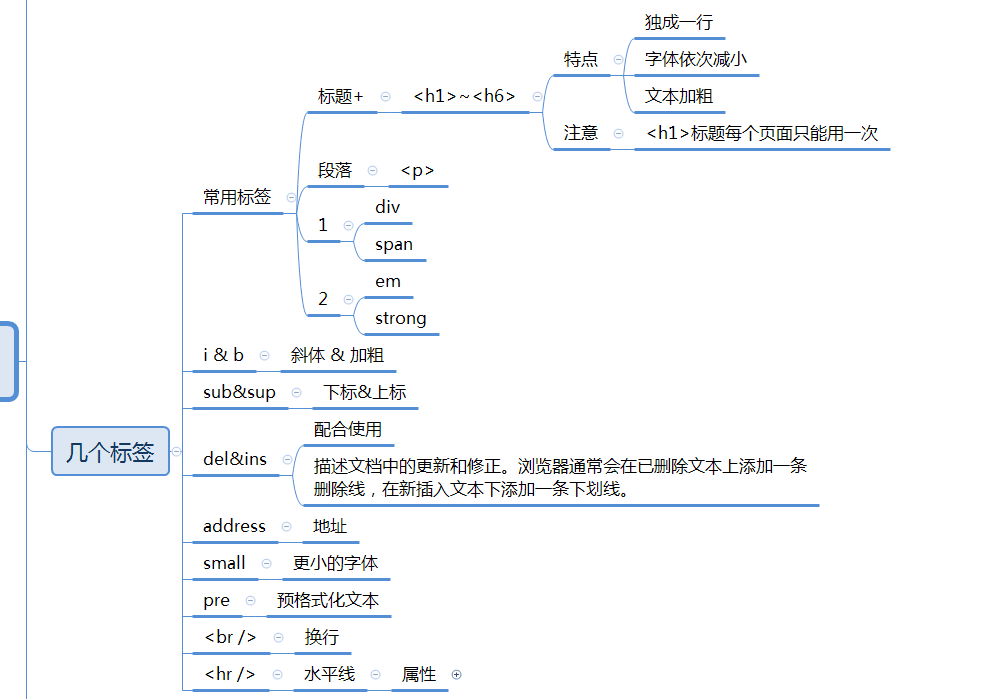 独成一行
特点
字体依次减小
标题+
<h1>~<h6>
文本加粗
注意
<h1>标题每个页面只能用一次
段落
<p>
常用标签
div
1
span
em
2
strong
i & b
斜体 & 加粗
sub&sup
下标&上标
配合使用
几个标签
del&ins
描述文档中的更新和修正。浏览器通常会在已删除文本上添加一条
删除线，在新插入文本下添加一条下划线。
address
地址
small
更小的字体
pre
预格式化文本
<br />
换行
<hr />
水平线
属性